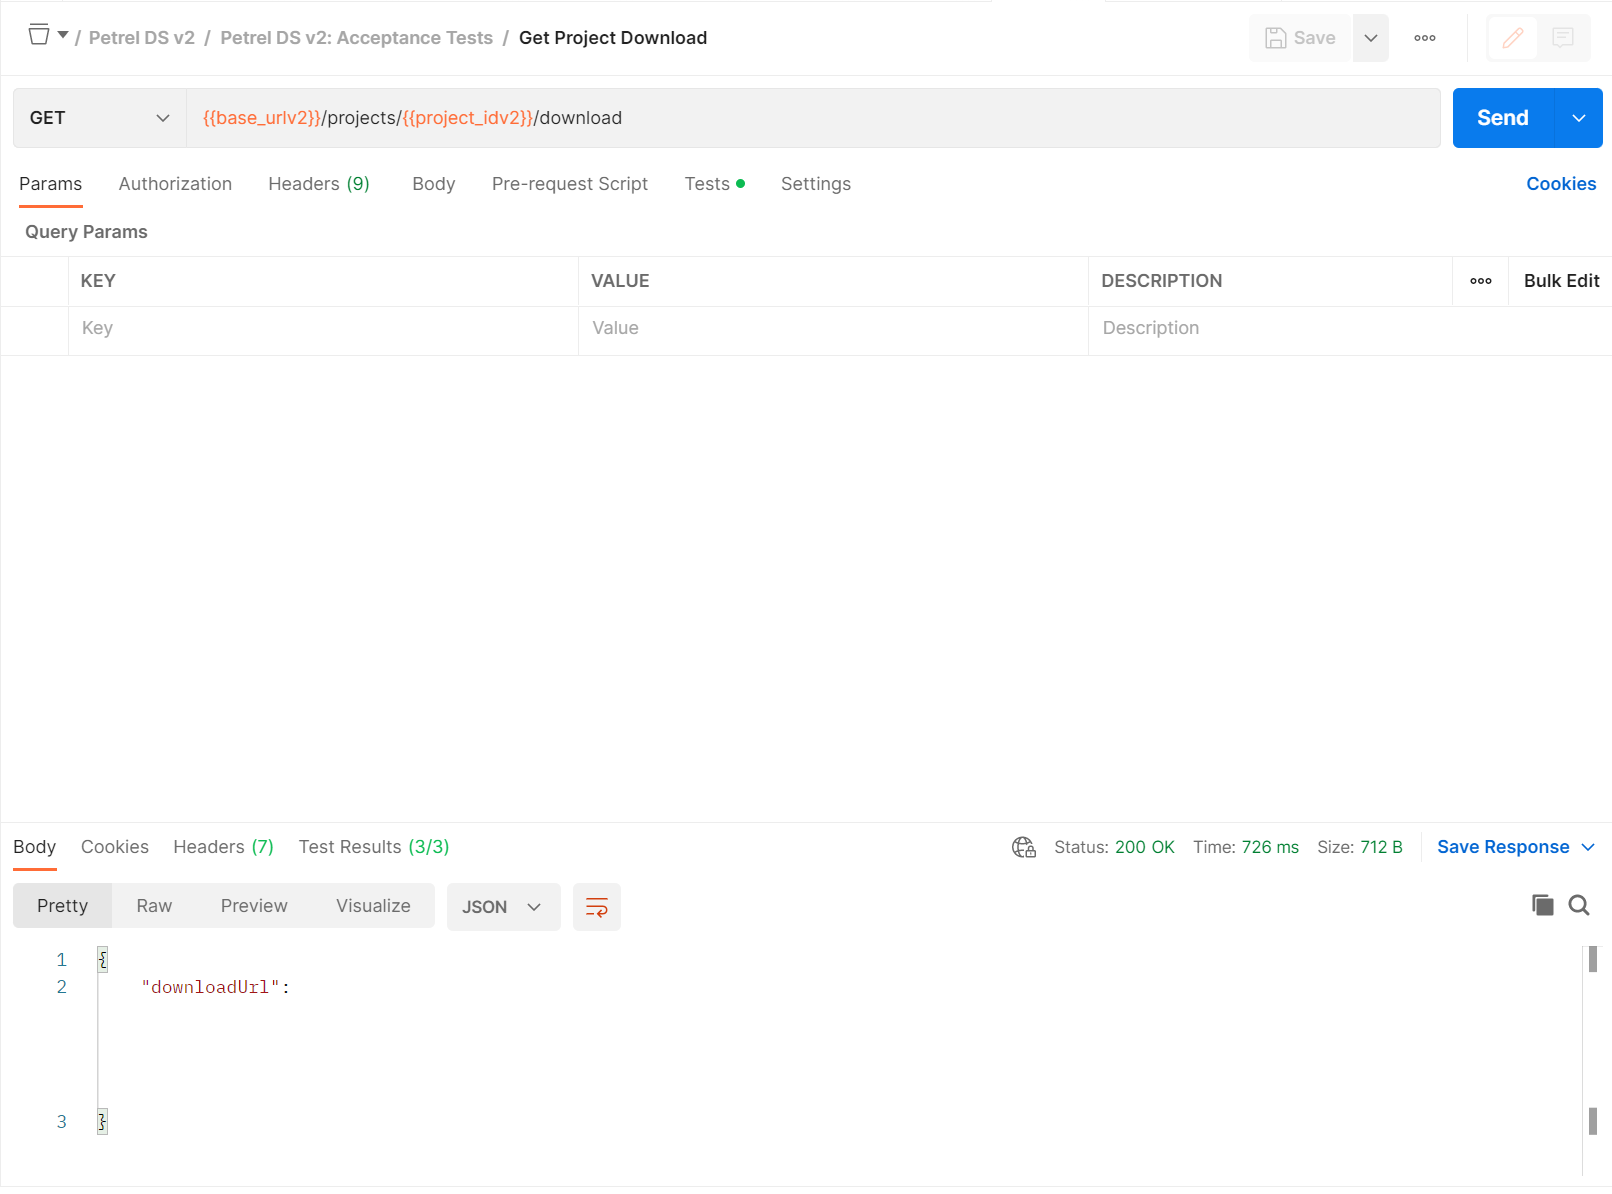 / Petrel DS v2 / Petrel DS v2: Acceptance Tests / Get Project Download
Save
GET
{{base_urlv2}}/projects/{{project_idv2}}/download
Send
Params Authorization Headers (9) Body Pre-request Script Tests Settings
Cookies
Query Params
KEY VALUE DESCRIPTION Bulk Edit
Key Value Description
Body Cookies Headers (7) Test Results (3/3)
Status: 200 OK Time: 726 ms Size: 712 B Save Response
Pretty Raw Preview Visualize JSON
1 {
2 "downloadUrl":
3 }